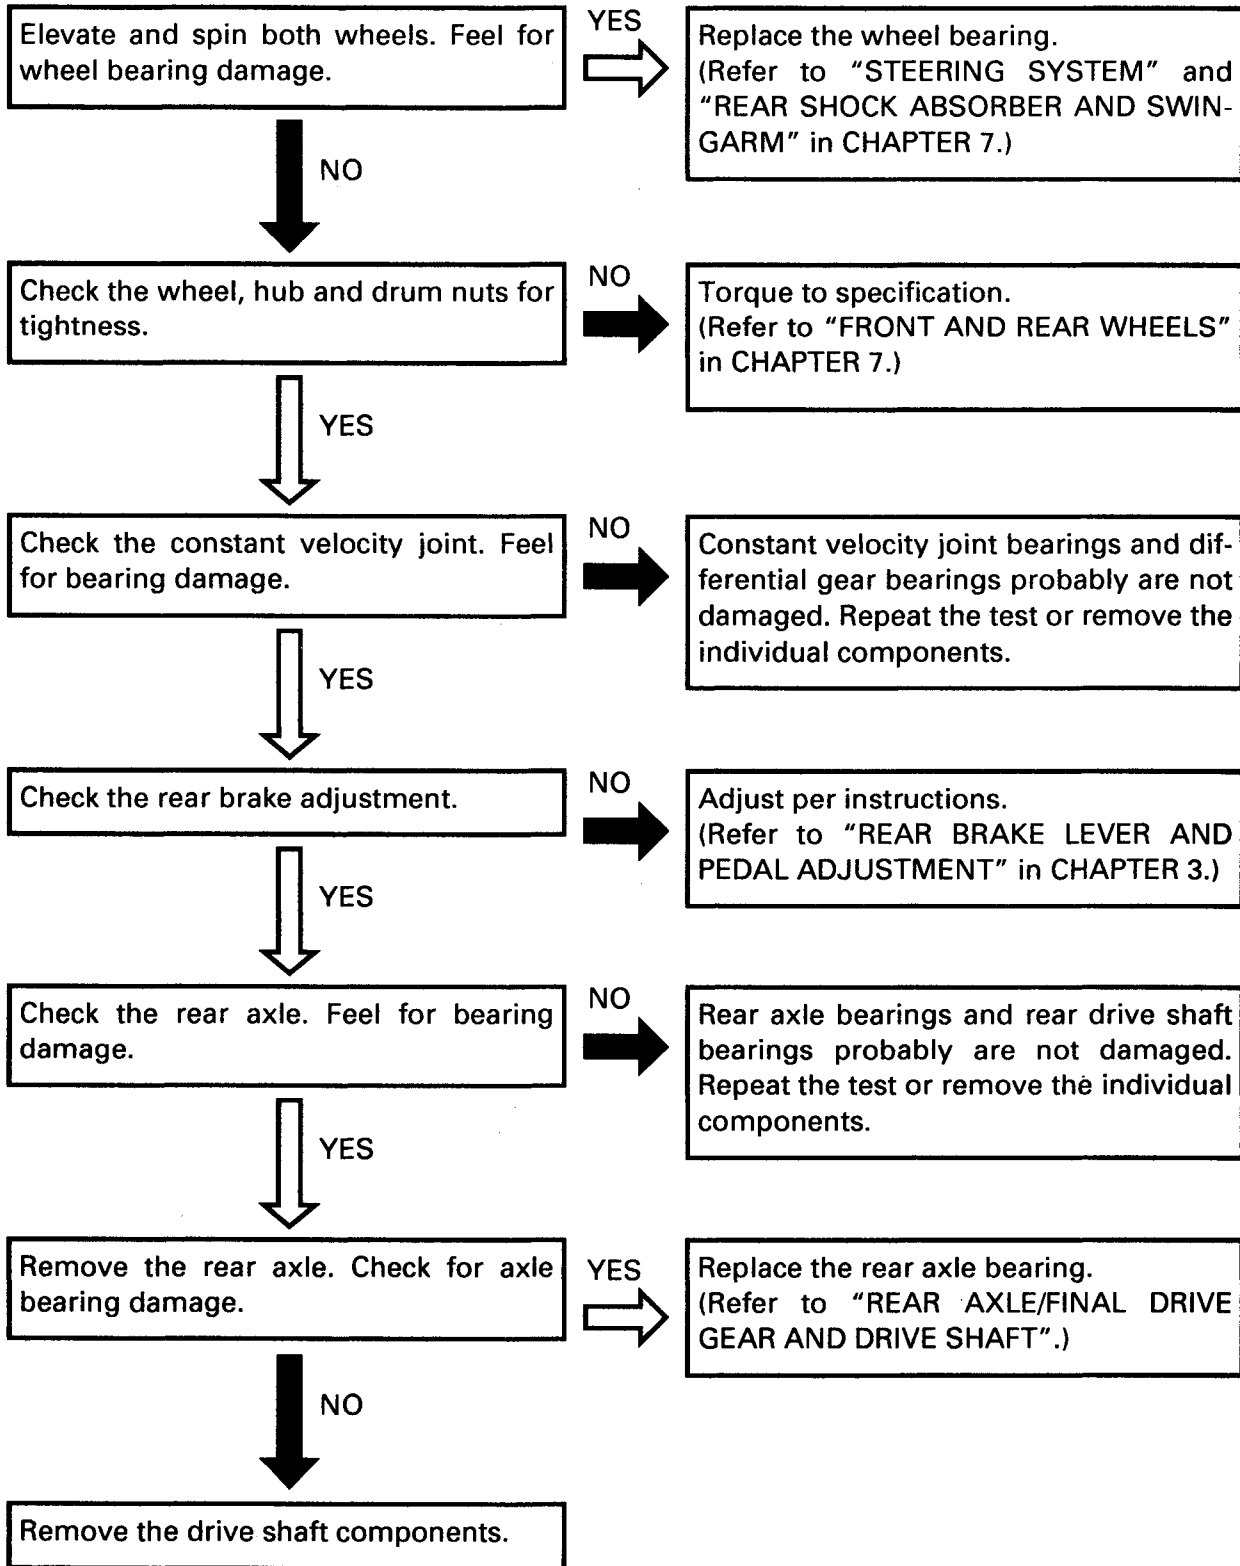 Elevate and spin both wheels. Feel for
wheel bearing damage.
YES
Replace the wheel bearing.
(Refer to “STEERING SYSTEM” and
“REAR SHOCK ABSORBER AND SWIN-
GARM” in CHAPTER 7.)
NO
Check the wheel, hub and drum nuts for
tightness.
NO
Torque to specification.
(Refer to “FRONT AND REAR WHEELS”
in CHAPTER 7.)
YES
Check the constant velocity joint. Feel
for bearing damage.
NO
Constant velocity joint bearings and dif-
ferential gear bearings probably are not
damaged. Repeat the test or remove the
individual components.
YES
Check the rear brake adjustment.
NO
Adjust per instructions.
(Refer to “REAR BRAKE LEVER AND
PEDAL ADJUSTMENT” in CHAPTER 3.)
YES
Check the rear axle. Feel for bearing
damage.
NO
Rear axle bearings and rear drive shaft
bearings probably are not damaged.
Repeat the test or remove the individual
components.
YES
Remove the rear axle. Check for axle
bearing damage.
YES
Replace the rear axle bearing.
(Refer to “REAR AXLE/FINAL DRIVE
GEAR AND DRIVE SHAFT”.)
NO
Remove the drive shaft components.